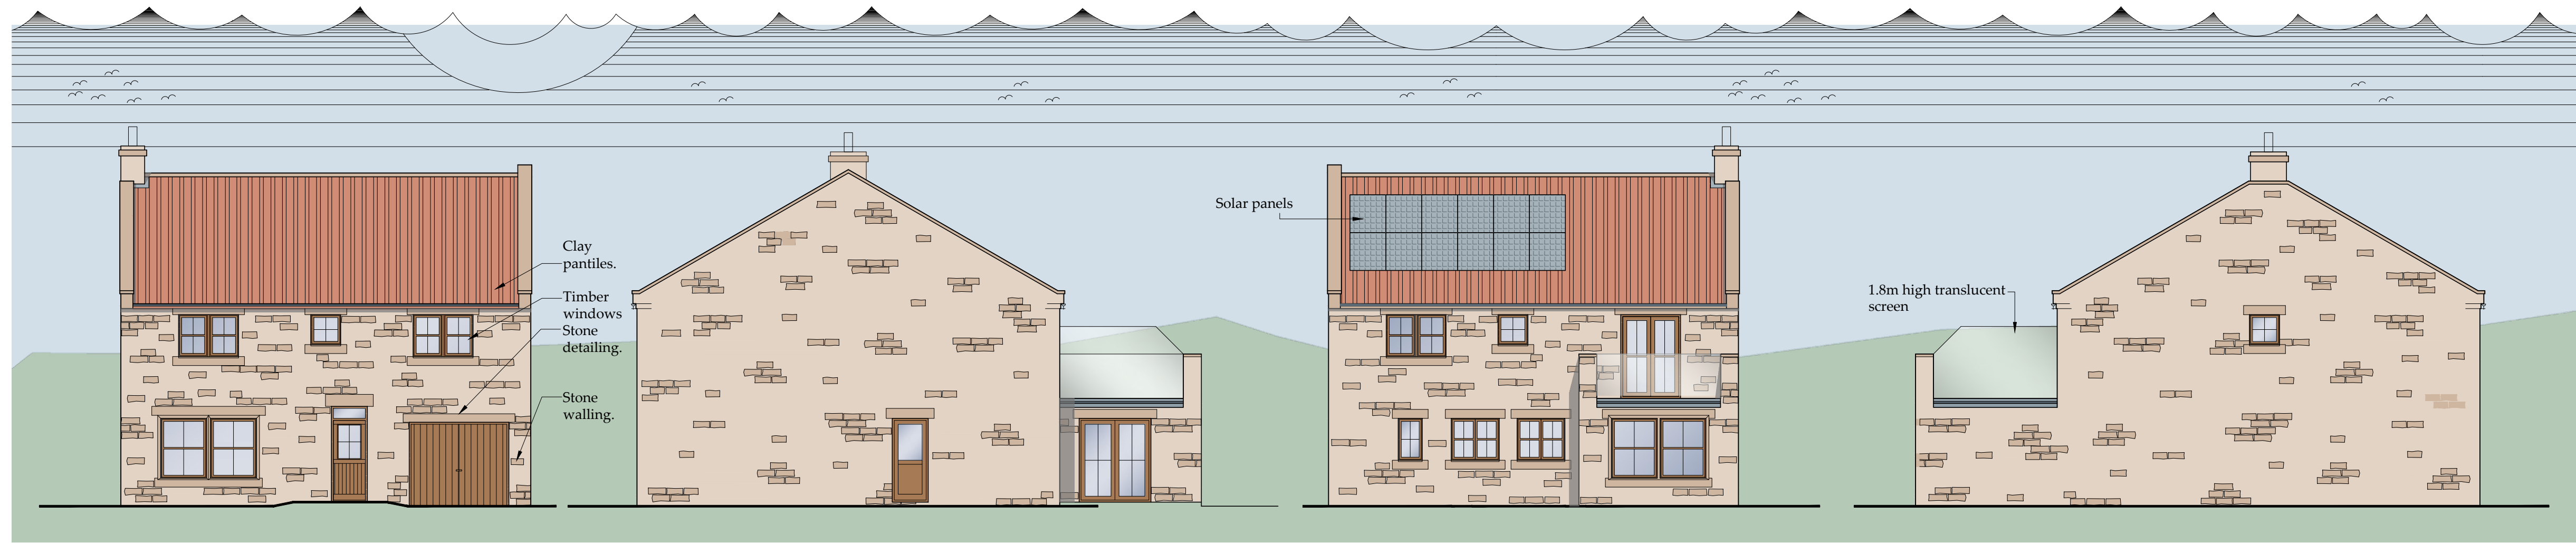 Clay
pantiles.
Timber
windows
Stone
detailing.
Stone
walling.
Solar panels
1.8m high translucent
screen